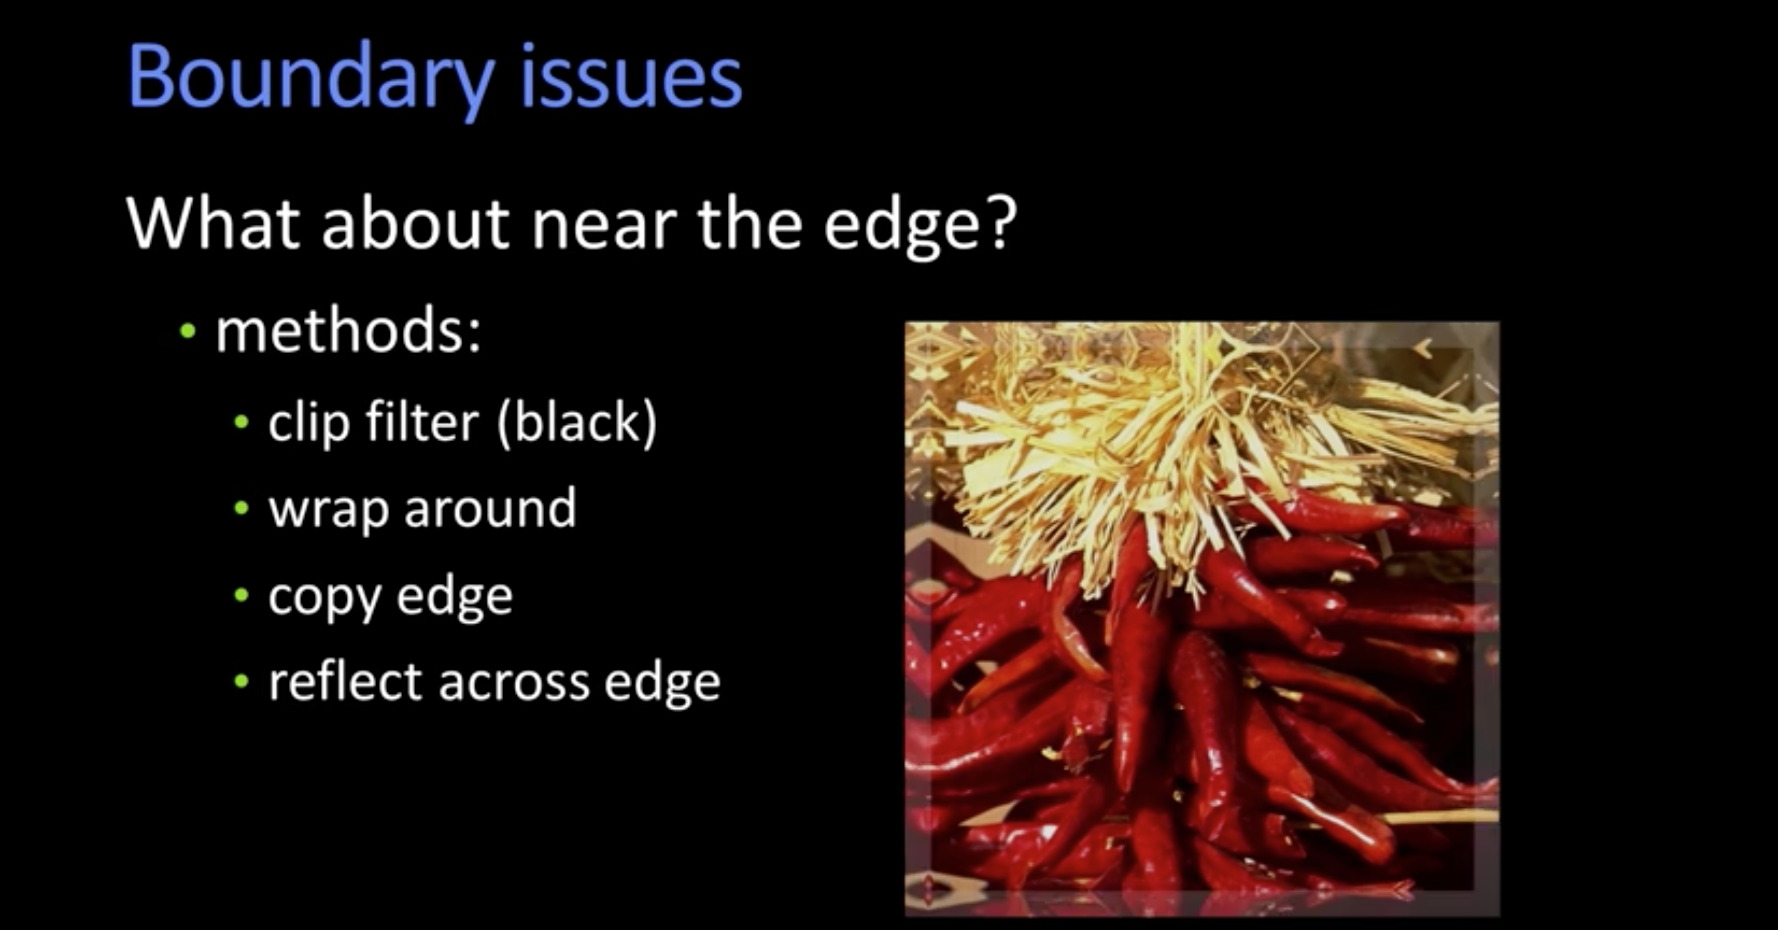 Boundary issues
What about near the edge?
• methods:
• clip filter (black)
• wrap around
• copy edge
• reflect across edge